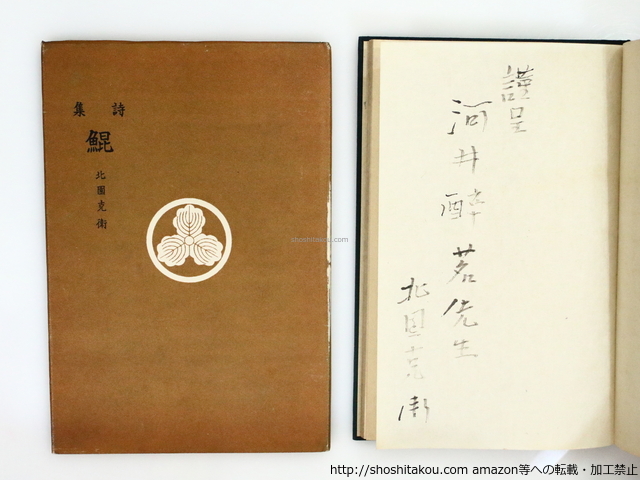 詩集
鯤
北園克衛
謹呈
河井酔茗先生
北園克衛
shoshitakou.com
http://shoshitakou.com amazon等への転載・加工禁止